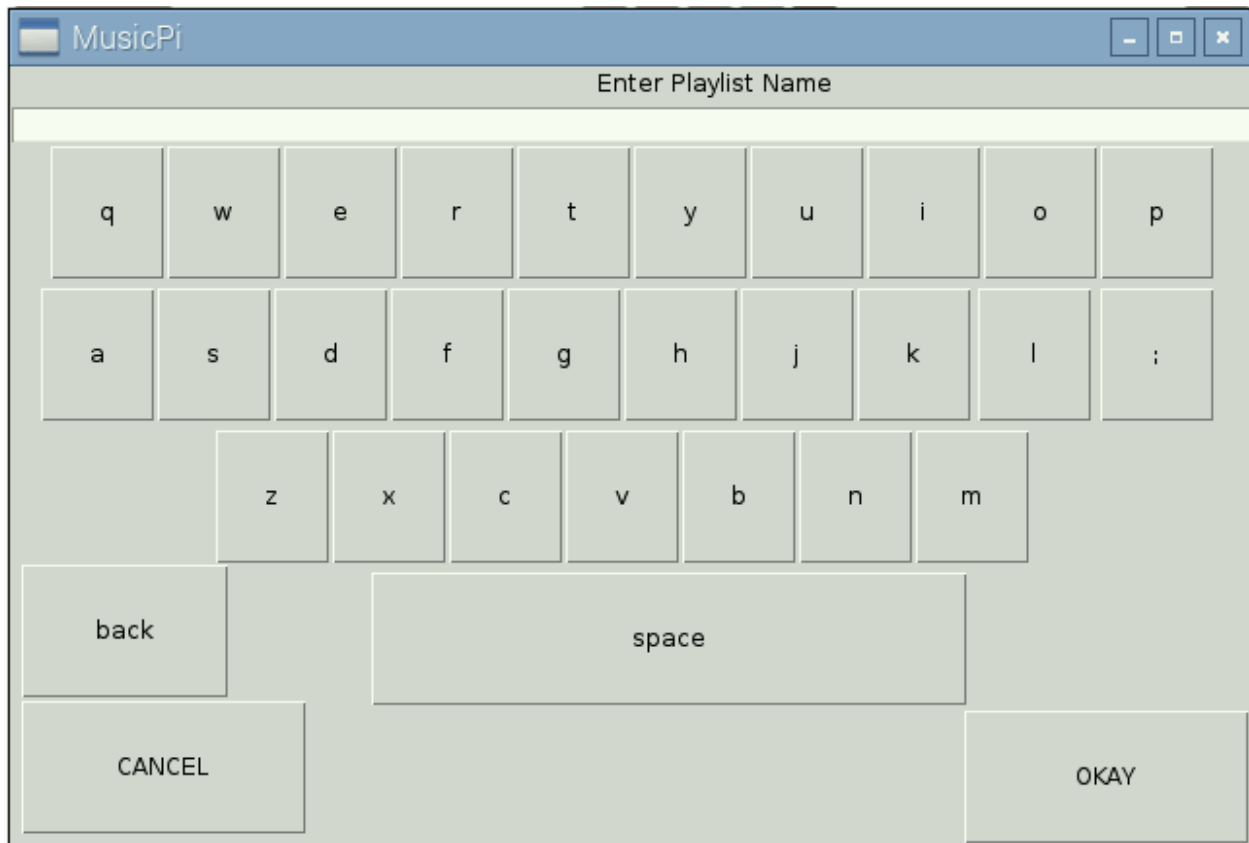 MusicPi
Enter Playlist Name
q w e r t y u i o p
a s d f g h j k l ;
z x c v b n m
back space
CANCEL OKAY